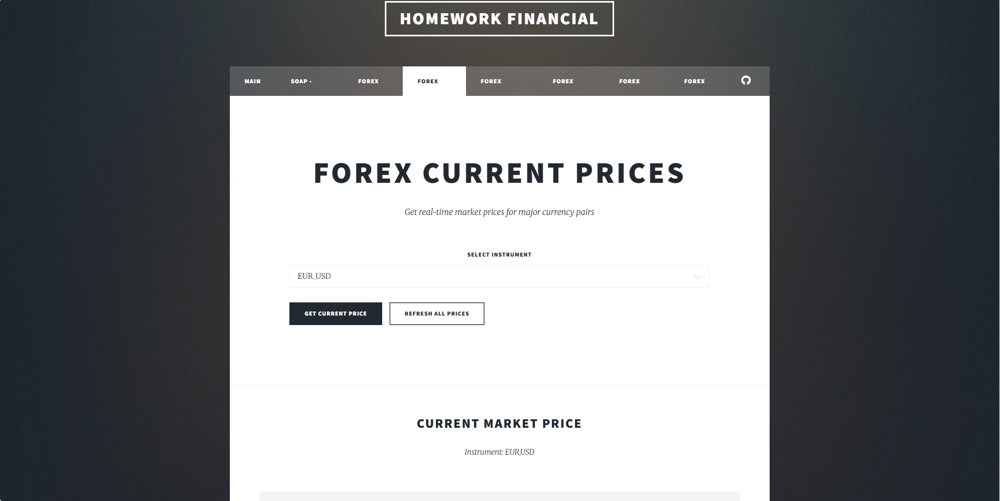 HOMEWORK FINANCIAL
MAIN SOAP - FOREX FOREX FOREX FOREX FOREX FOREX
FOREX CURRENT PRICES
Get real-time market prices for major currency pairs
SELECT INSTRUMENT
EUR_USD
GET CURRENT PRICE REFRESH ALL PRICES
CURRENT MARKET PRICE
Instrument: EUR_USD